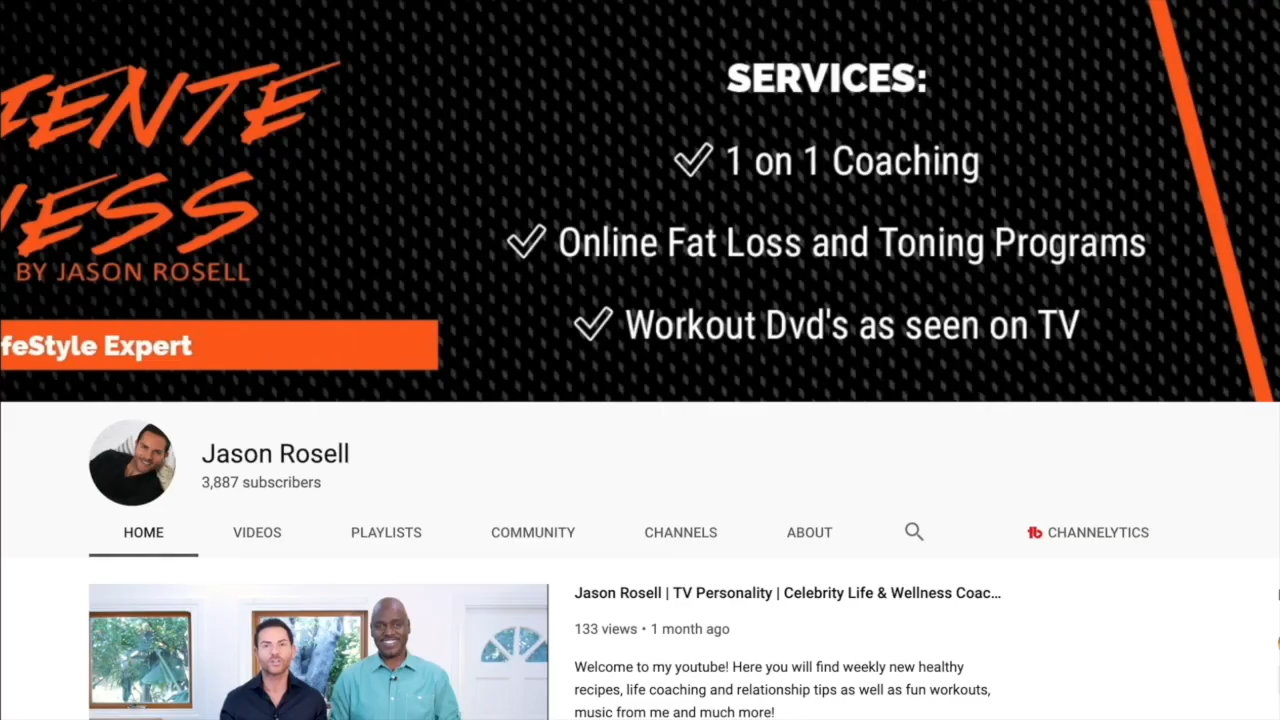 IENTE
NESS
BY JASON ROSELL
feStyle Expert
SERVICES:
1 on 1 Coaching
Online Fat Loss and Toning Programs
Workout Dvd's as seen on TV
Jason Rosell
3,887 subscribers
HOME VIDEOS PLAYLISTS COMMUNITY CHANNELS ABOUT tb CHANNELYTICS
Jason Rosell | TV Personality | Celebrity Life & Wellness Coac...
133 views • 1 month ago
Welcome to my youtube! Here you will find weekly new healthy
recipes, life coaching and relationship tips as well as fun workouts,
music from me and much more!